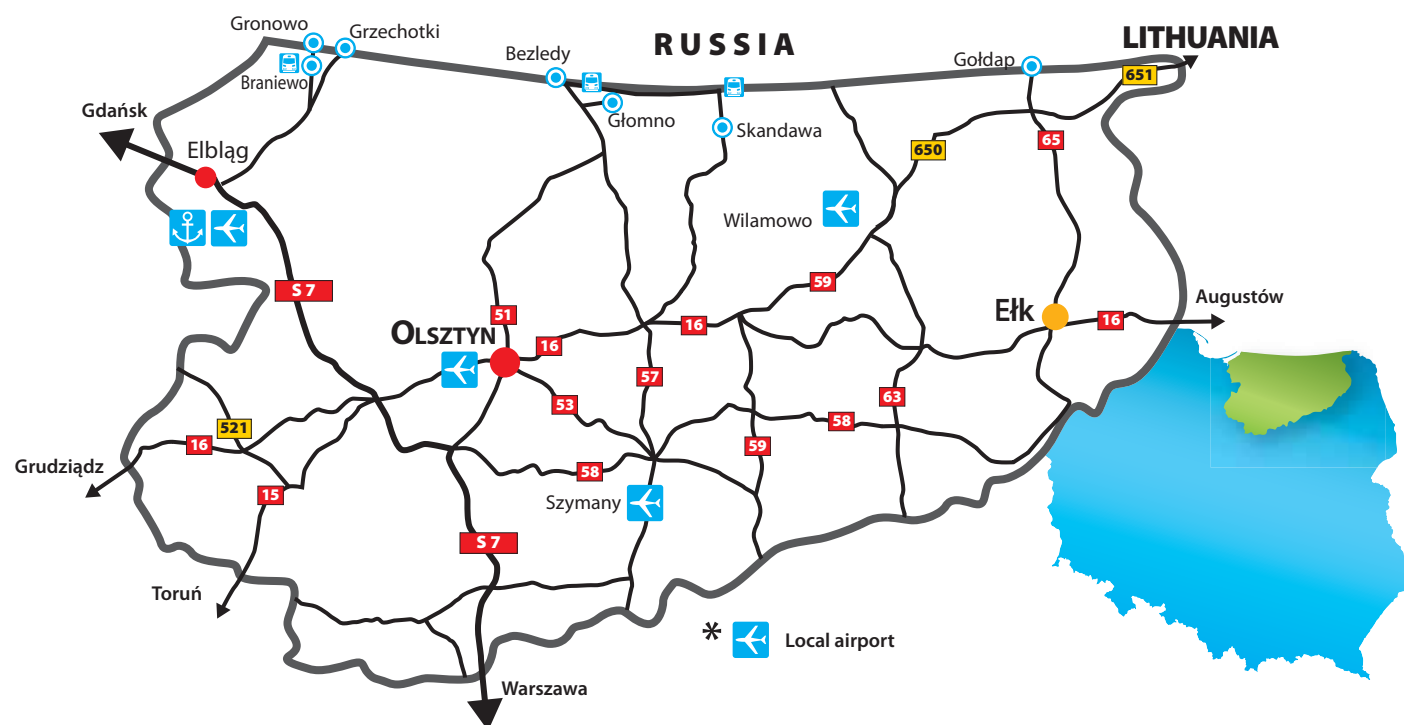 Gronowo
Grzechotki
RUSSIA
LITHUANIA
Bezledy
Gołdap
651
Braniewo
Gdańsk
Głomno
Skandawa
65
Elbląg
650
Wilamowo
S 7
59
51
Augustów
Ełk
16
OLSZTYN
16
16
57
53
63
58
521
16
59
Grudziądz
58
15
Szymany
S 7
Toruń
* Local airport
Warszawa